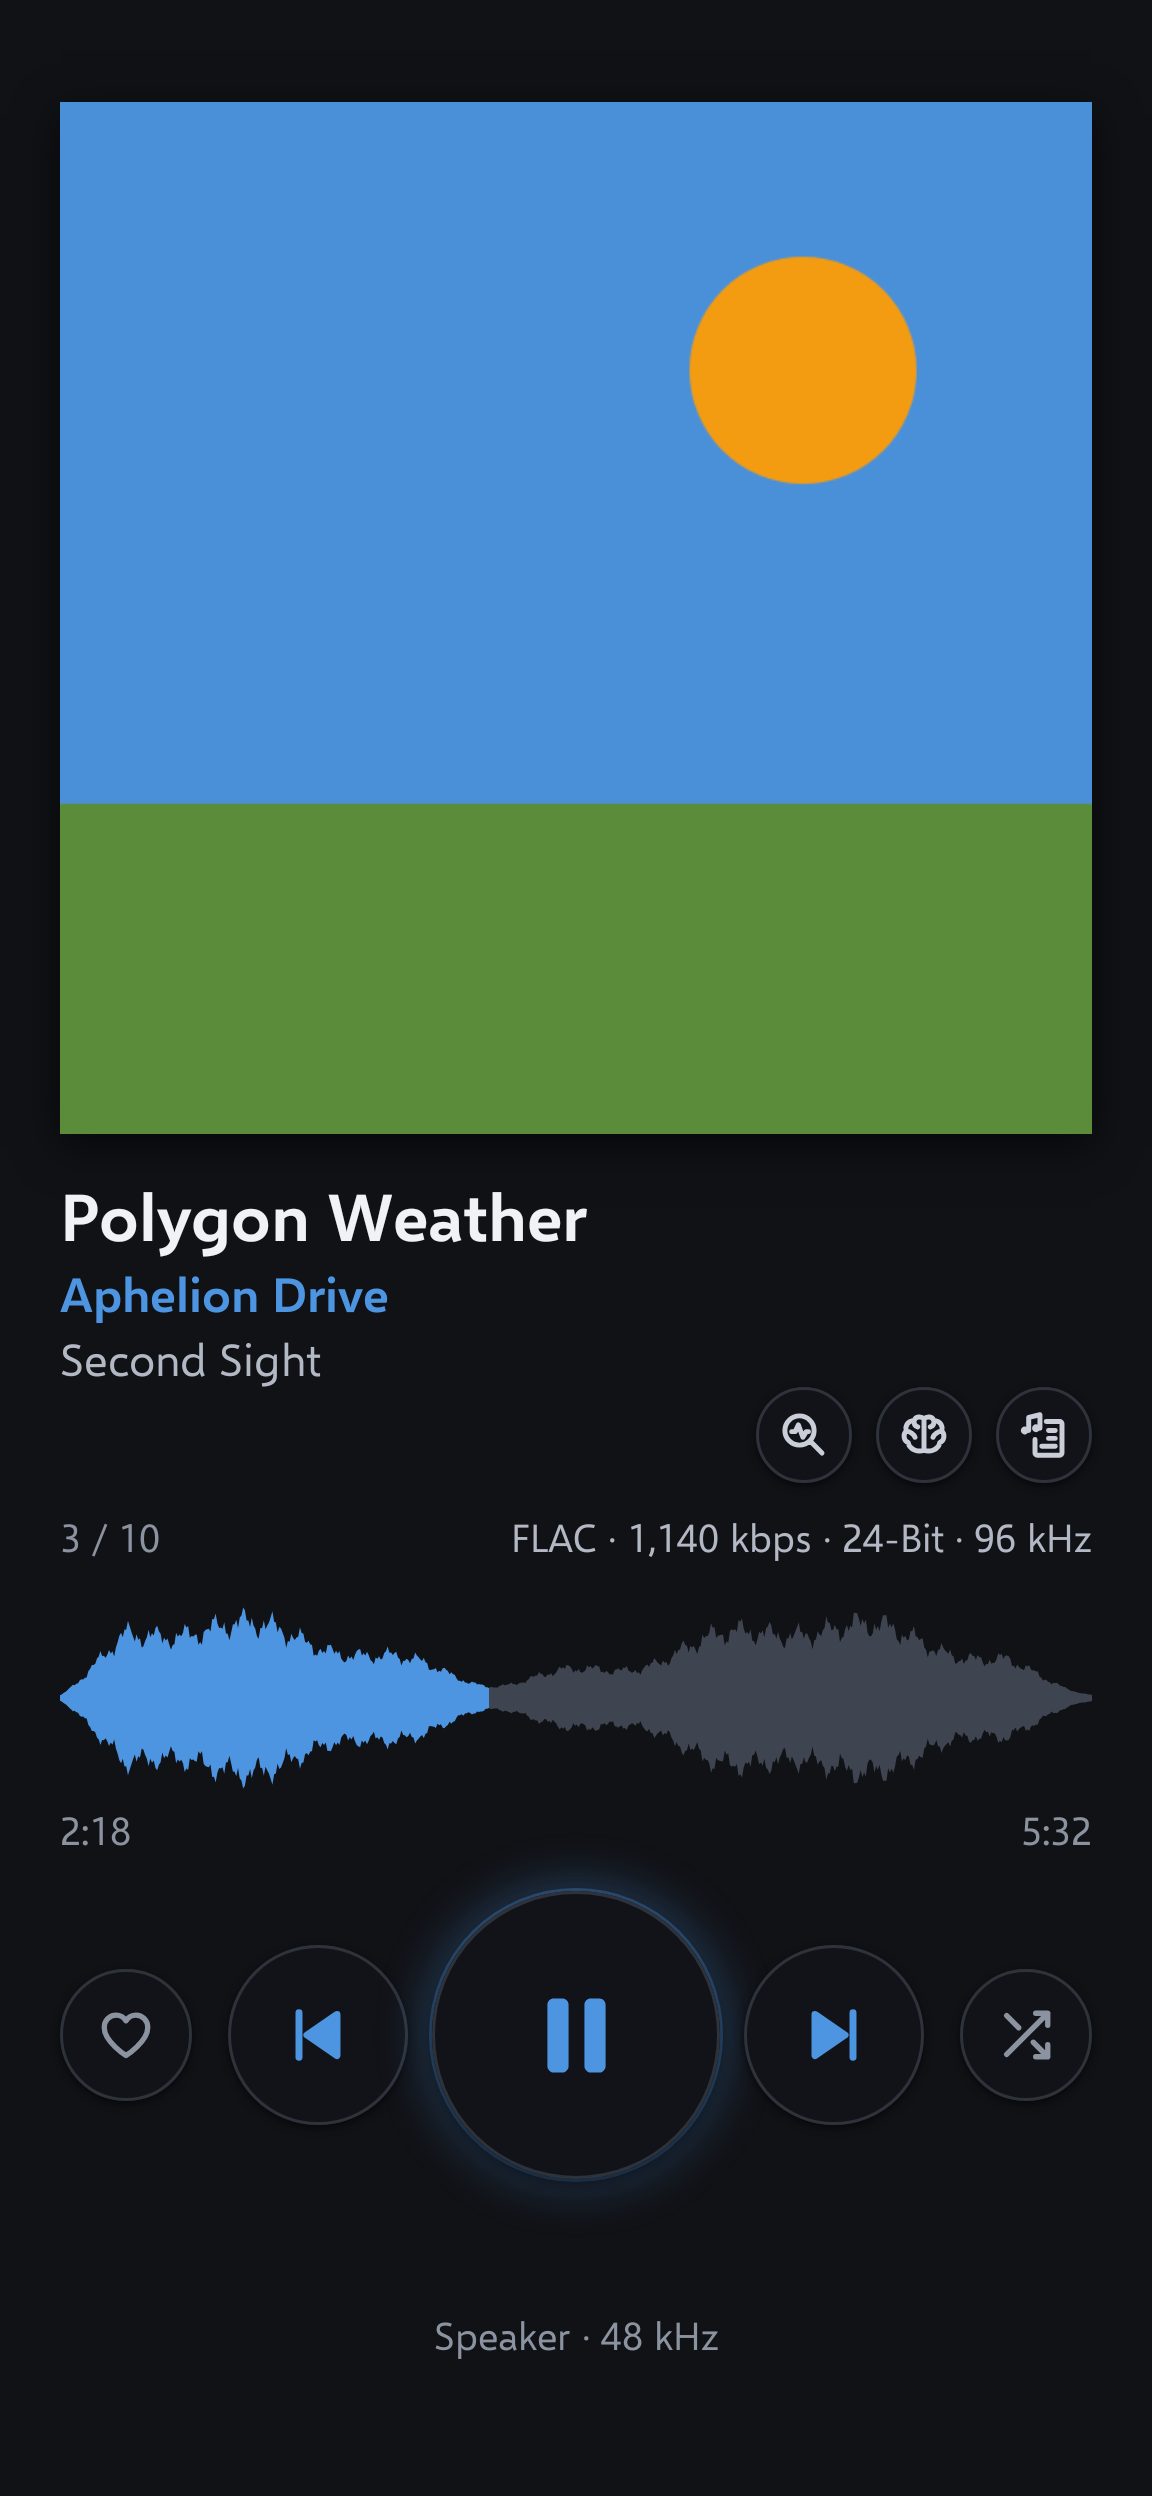 Polygon Weather
Aphelion Drive
Second Sight
3 / 10
FLAC · 1,140 kbps · 24-Bit · 96 kHz
2:18
5:32
Speaker · 48 kHz